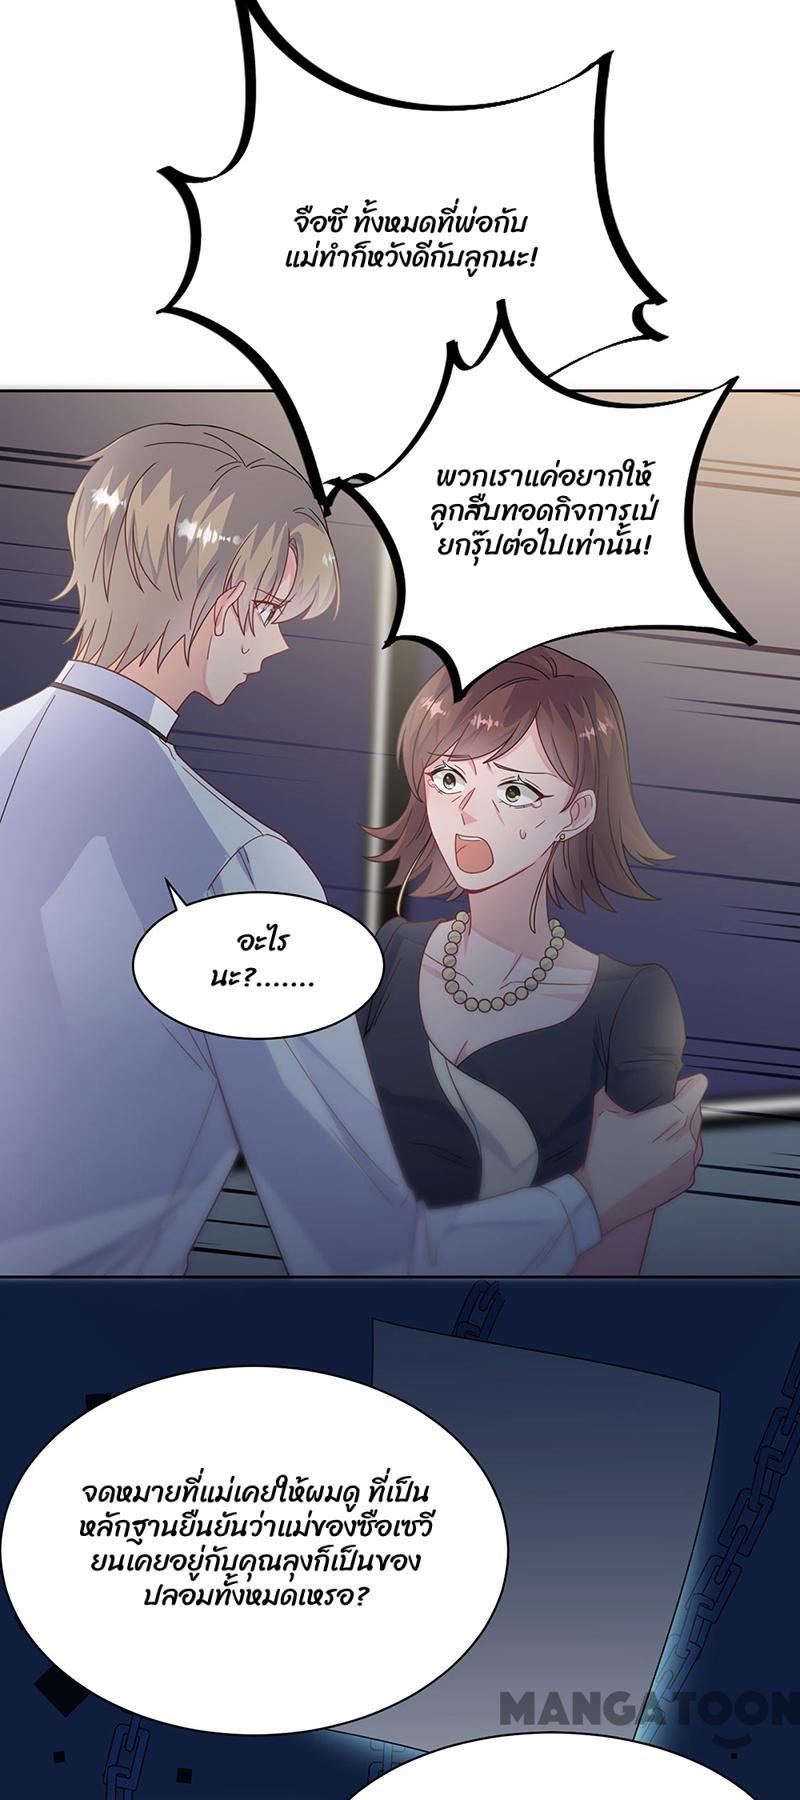 จือซี ทั้งหมดที่พ่อกับ
แม่ทำก็หวังดีกับลูกนะ!
พวกเราแค่อยากให้
ลูกสืบทอดกิจการเป่
ยกรุ๊ปต่อไปเท่านั้น!
อะไร
นะ?.......
จดหมายที่แม่เคยให้ผมดู ที่เป็น
หลักฐานยืนยันว่าแม่ของซือเซวี
ยนเคยอยู่กับคุณลุงก็เป็นของ
ปลอมทั้งหมดเหรอ?
MANGATOON